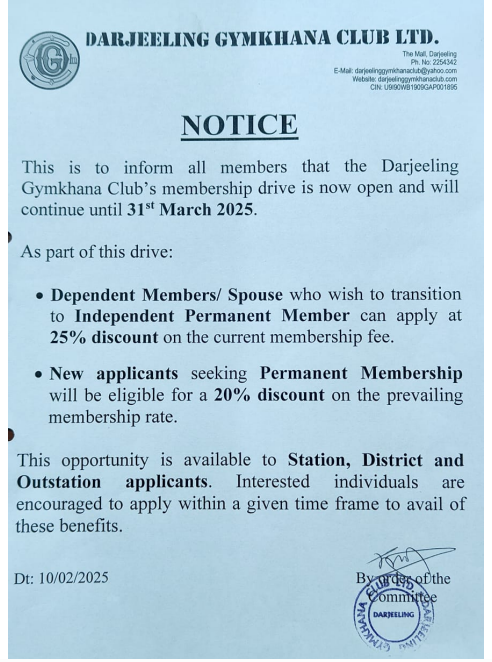 DARJEELING GYMKHANA CLUB LTD.
The Mall, Darjeeling
Ph. No: 2254342
E-Mail: darjeelinggymkhanaclub@yahoo.com
Website: darjeelinggymkhanaclub.com
CIN: U9I90WB1909GAP001895
NOTICE
This is to inform all members that the Darjeeling
Gymkhana Club's membership drive is now open and will
continue until 31st March 2025.
As part of this drive:
• Dependent Members/ Spouse who wish to transition
to Independent Permanent Member can apply at
25% discount on the current membership fee.
• New applicants seeking Permanent Membership
will be eligible for a 20% discount on the prevailing
membership rate.
This opportunity is available to Station, District and
Outstation applicants. Interested individuals are
encouraged to apply within a given time frame to avail of
these benefits.
Dt: 10/02/2025
By order of the
Committee
GYMKHANA CLUB LTD. DARJEELING
DARJEELING